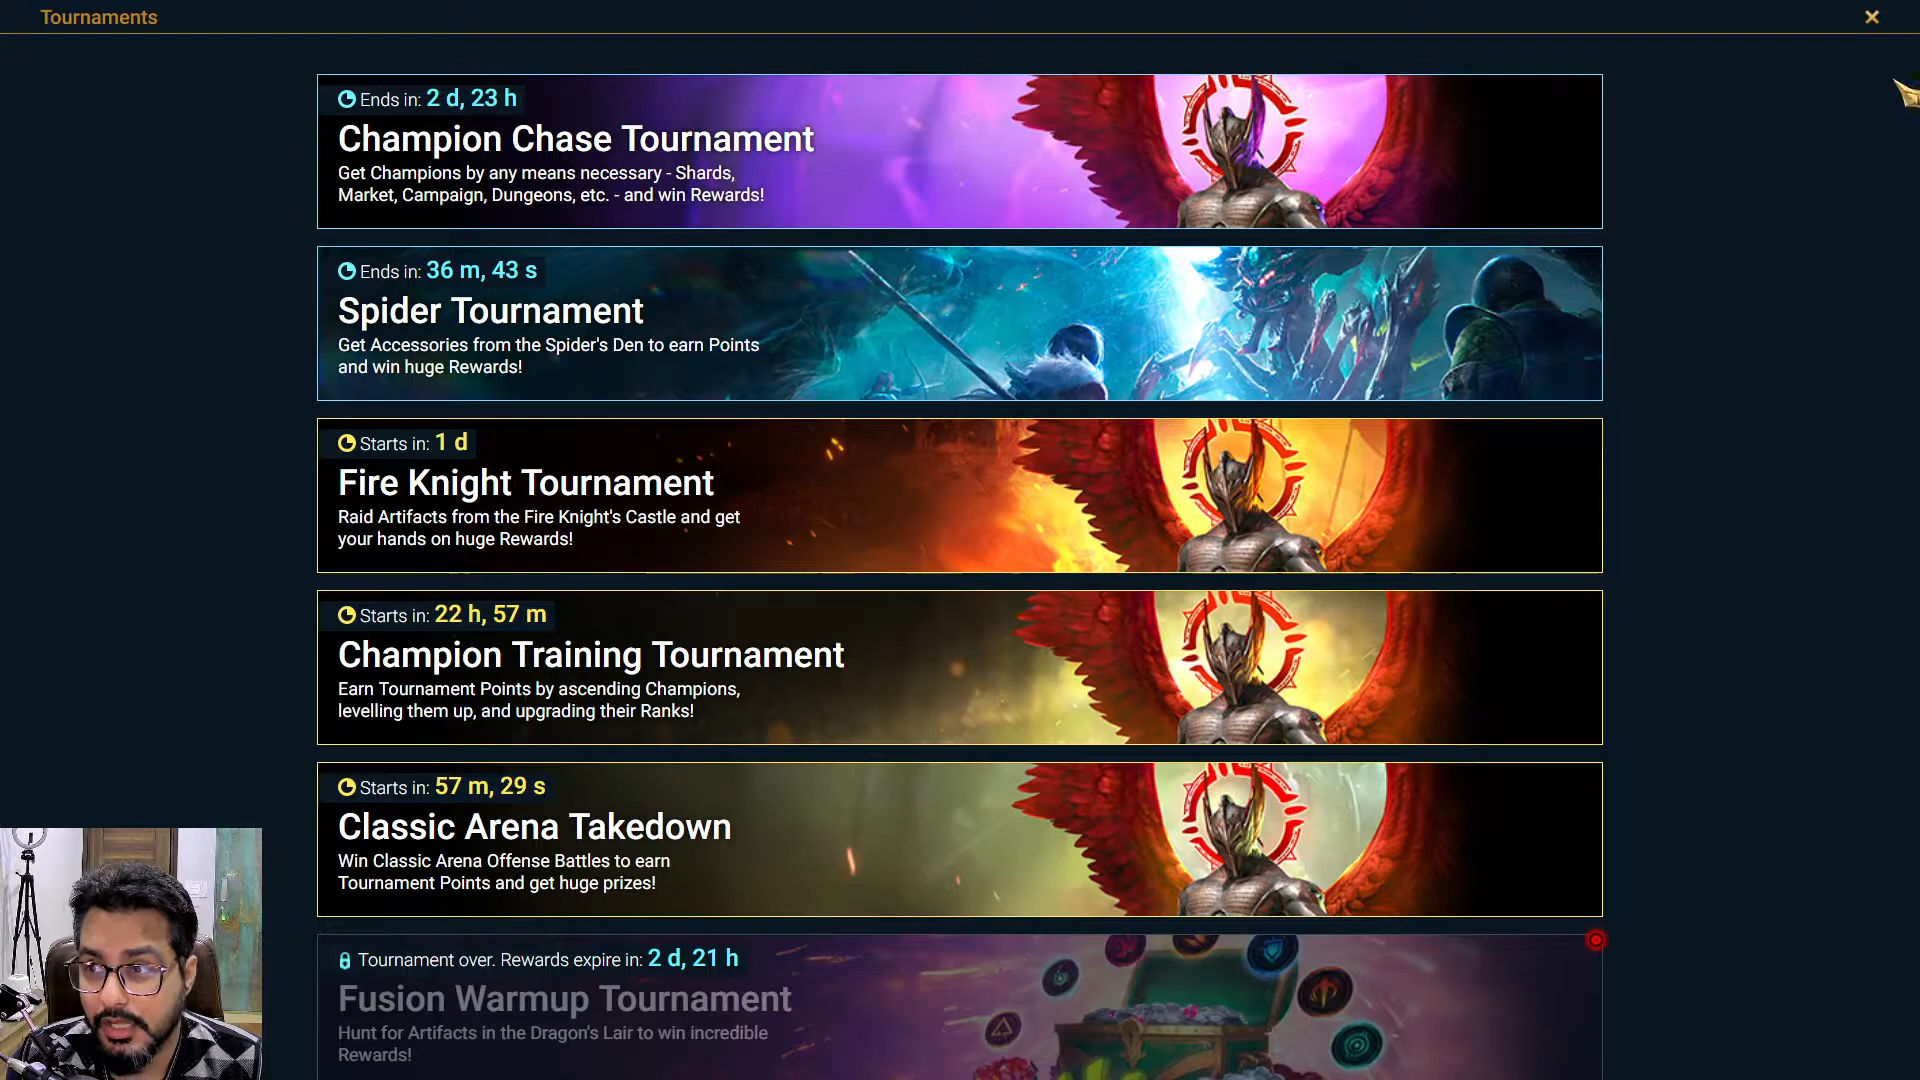 Tournaments
Ends in: 2 d, 23 h
Champion Chase Tournament
Get Champions by any means necessary - Shards,
Market, Campaign, Dungeons, etc. - and win Rewards!
Ends in: 36 m, 43 s
Spider Tournament
Get Accessories from the Spider's Den to earn Points
and win huge Rewards!
Starts in: 1 d
Fire Knight Tournament
Raid Artifacts from the Fire Knight's Castle and get
your hands on huge Rewards!
Starts in: 22 h, 57 m
Champion Training Tournament
Earn Tournament Points by ascending Champions,
levelling them up, and upgrading their Ranks!
Starts in: 57 m, 29 s
Classic Arena Takedown
Win Classic Arena Offense Battles to earn
Tournament Points and get huge prizes!
Tournament over. Rewards expire in: 2 d, 21 h
Fusion Warmup Tournament
Hunt for Artifacts in the Dragon's Lair to win incredible
Rewards!